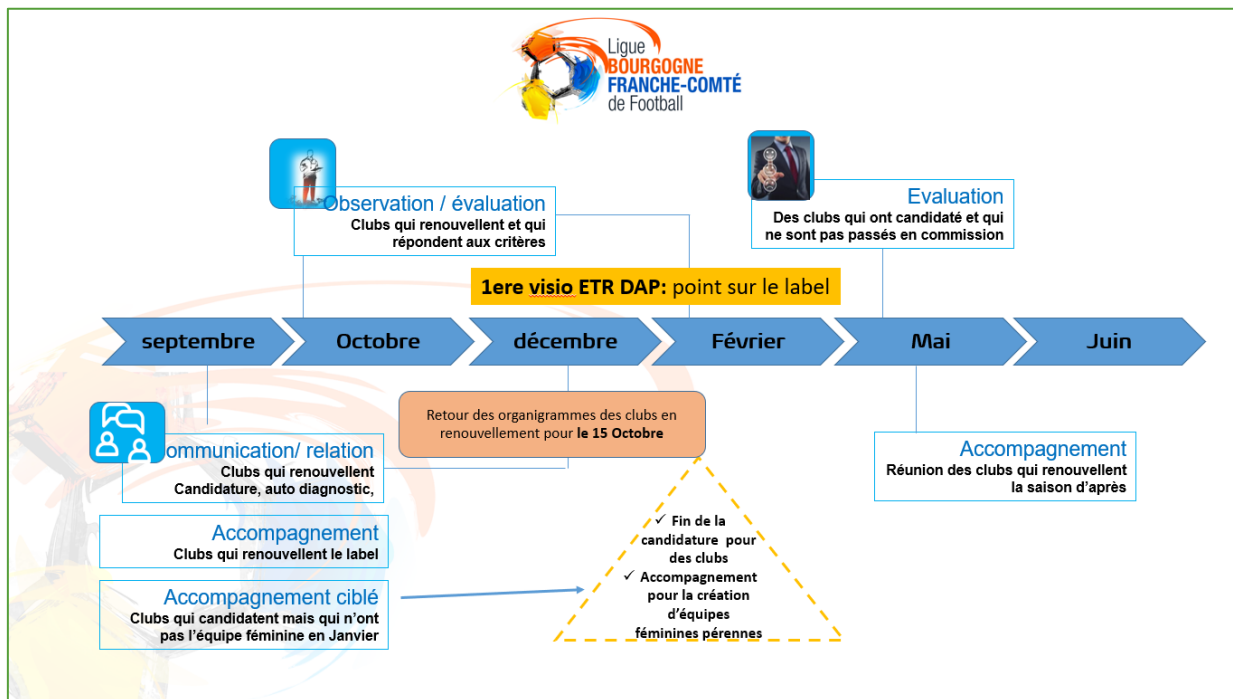 Ligue
BOURGOGNE
FRANCHE-COMTÉ
de Football
Observation / évaluation
Clubs qui renouvellent et qui
répondent aux critères
Evaluation
Des clubs qui ont candidaté et qui
ne sont pas passés en commission
1ere visio ETR DAP: point sur le label
septembre
Octobre
décembre
Février
Mai
Juin
Retour des organigrammes des clubs en
renouvellement pour le 15 Octobre
ommunication/ relation
Clubs qui renouvellent
Candidature, auto diagnostic,
Accompagnement
Réunion des clubs qui renouvellent
la saison d’après
Accompagnement
Clubs qui renouvellent le label
Accompagnement ciblé
Clubs qui candidatent mais qui n’ont
pas l’équipe féminine en Janvier
✓ Fin de la
candidature pour
des clubs
✓ Accompagnement
pour la création
d’équipes
féminines pérennes